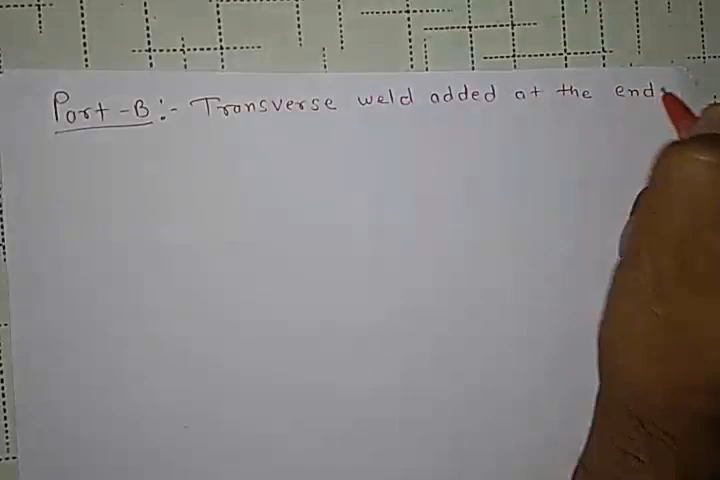 Part-B:- Transverse weld added at the end